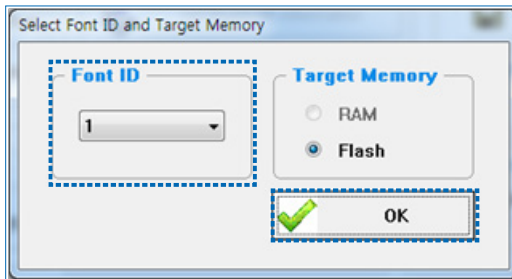 Select Font ID and Target Memory
Font ID
1
Target Memory
RAM
Flash
OK